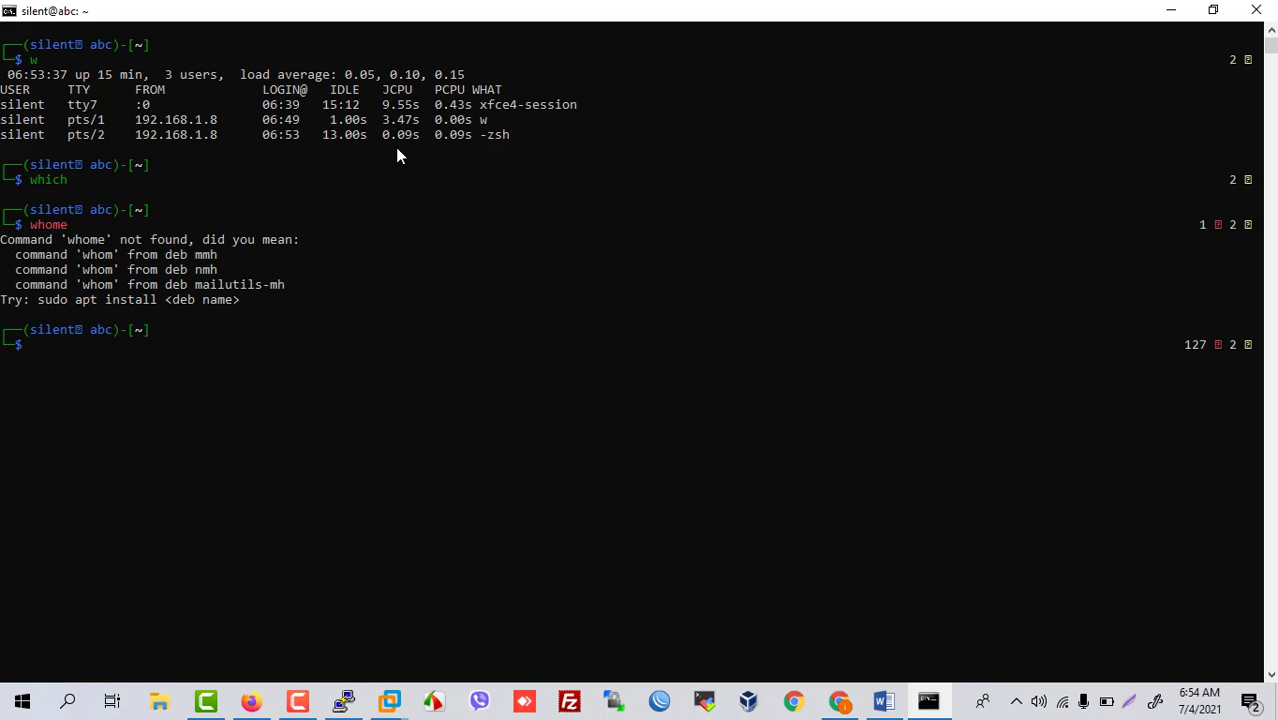 silent@abc: ~
┌──(silent abc)-[~]
└─$ w 2
06:53:37 up 15 min, 3 users, load average: 0.05, 0.10, 0.15
USER TTY FROM LOGIN@ IDLE JCPU PCPU WHAT
silent tty7 :0 06:39 15:12 9.55s 0.43s xfce4-session
silent pts/1 192.168.1.8 06:49 1.00s 3.47s 0.00s w
silent pts/2 192.168.1.8 06:53 13.00s 0.09s 0.09s -zsh
┌──(silent abc)-[~]
└─$ which 2
┌──(silent abc)-[~]
└─$ whome 1 2
Command 'whome' not found, did you mean:
command 'whom' from deb mmh
command 'whom' from deb nmh
command 'whom' from deb mailutils-mh
Try: sudo apt install <deb name>
┌──(silent abc)-[~]
└─$ 127 2
6:54 AM
7/4/2021
2